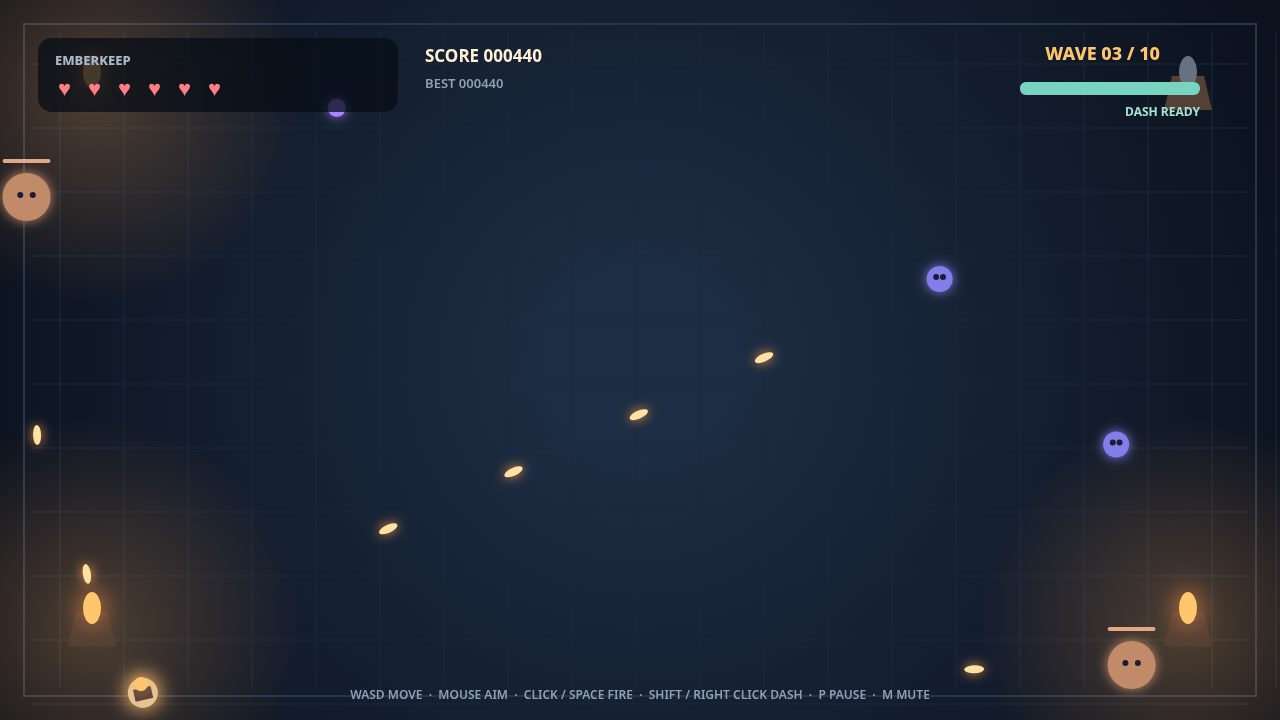 EMBERKEEP
SCORE 000440
BEST 000440
WAVE 03 / 10
DASH READY
WASD MOVE · MOUSE AIM · CLICK / SPACE FIRE · SHIFT / RIGHT CLICK DASH · P PAUSE · M MUTE